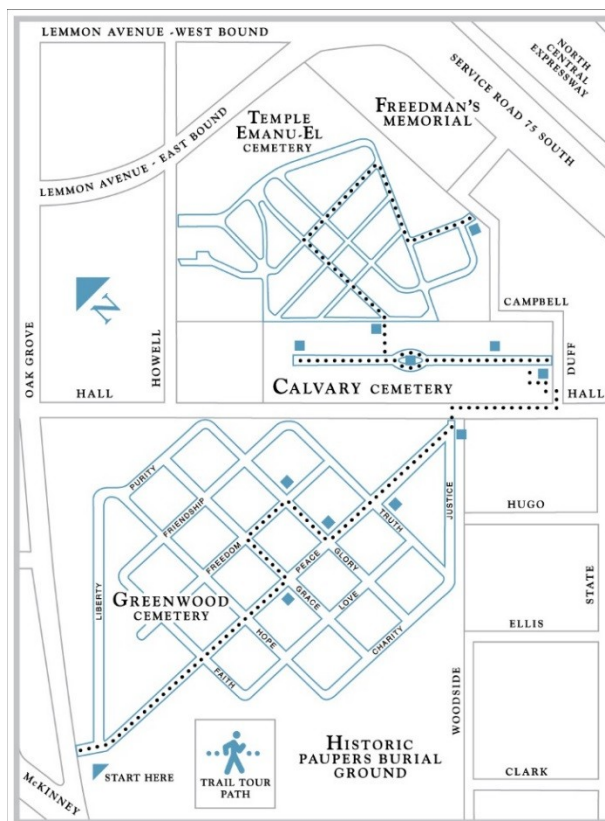 LEMMON AVENUE -WEST BOUND
NORTH
CENTRAL
EXPRESSWAY
SERVICE ROAD 75 SOUTH
FREEDMAN'S
MEMORIAL
TEMPLE
EMANU-EL
CEMETERY
LEMMON AVENUE - EAST BOUND
N
CAMPBELL
OAK GROVE
HOWELL
DUFF
HALL
CALVARY CEMETERY
HALL
PURITY
FRIENDSHIP
FREEDOM
TRUTH
JUSTICE
HUGO
PEACE
GLORY
LIBERTY
GREENWOOD
CEMETERY
GRACE
LOVE
STATE
HOPE
CHARITY
ELLIS
FAITH
WOODSIDE
HISTORIC
PAUPERS BURIAL
GROUND
START HERE
TRAIL TOUR
PATH
MCKINNEY
CLARK